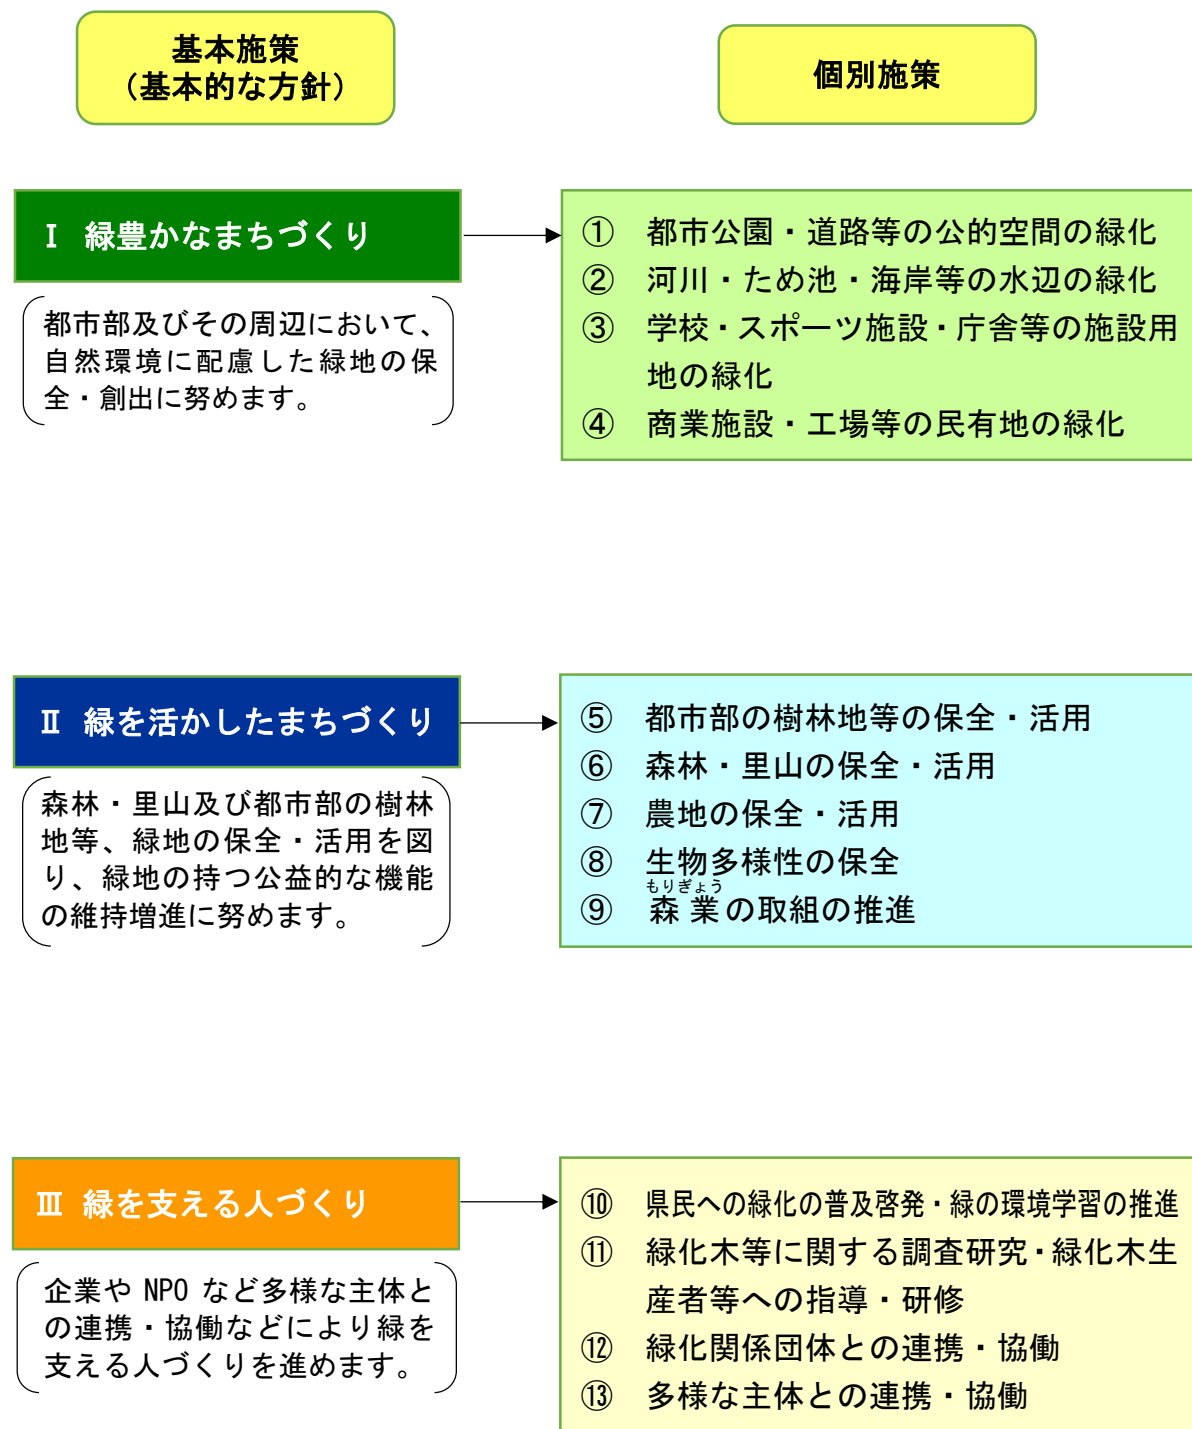 基本施策
（基本的な方針）
個別施策
Ⅰ 緑豊かなまちづくり
都市部及びその周辺において、
自然環境に配慮した緑地の保
全・創出に努めます。
① 都市公園・道路等の公的空間の緑化
② 河川・ため池・海岸等の水辺の緑化
③ 学校・スポーツ施設・庁舎等の施設用
地の緑化
④ 商業施設・工場等の民有地の緑化
Ⅱ 緑を活かしたまちづくり
森林・里山及び都市部の樹林
地等、緑地の保全・活用を図
り、緑地の持つ公益的な機能
の維持増進に努めます。
⑤ 都市部の樹林地等の保全・活用
⑥ 森林・里山の保全・活用
⑦ 農地の保全・活用
⑧ 生物多様性の保全
もりぎょう
⑨ 森業の取組の推進
Ⅲ 緑を支える人づくり
企業や NPO など多様な主体と
の連携・協働などにより緑を
支える人づくりを進めます。
⑩ 県民への緑化の普及啓発・緑の環境学習の推進
⑪ 緑化木等に関する調査研究・緑化木生
産者等への指導・研修
⑫ 緑化関係団体との連携・協働
⑬ 多様な主体との連携・協働